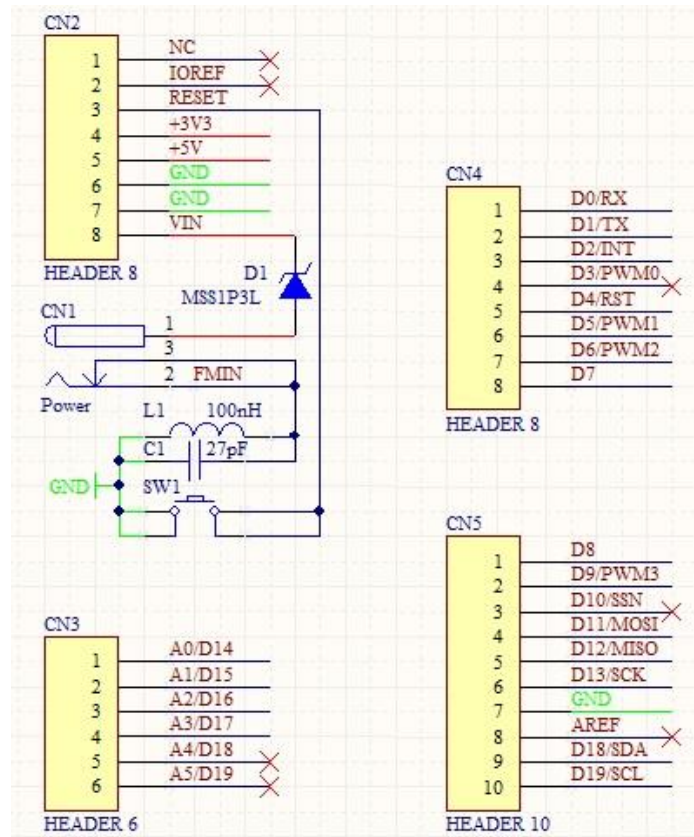 CN2
1 NC
2 IOREF
3 RESET
4 +3V3
5 +5V
6 GND
7 GND
8 VIN
HEADER 8
D1
MSS1P3L
CN1
1
3
2 FMIN
Power
L1 100nH
C1 27pF
GND
SW1
CN3
1 A0/D14
2 A1/D15
3 A2/D16
4 A3/D17
5 A4/D18
6 A5/D19
HEADER 6
CN4
1 D0/RX
2 D1/TX
3 D2/INT
4 D3/PWM0
5 D4/RST
6 D5/PWM1
7 D6/PWM2
8 D7
HEADER 8
CN5
1 D8
2 D9/PWM3
3 D10/SSN
4 D11/MOSI
5 D12/MISO
6 D13/SCK
7 GND
8 AREF
9 D18/SDA
10 D19/SCL
HEADER 10